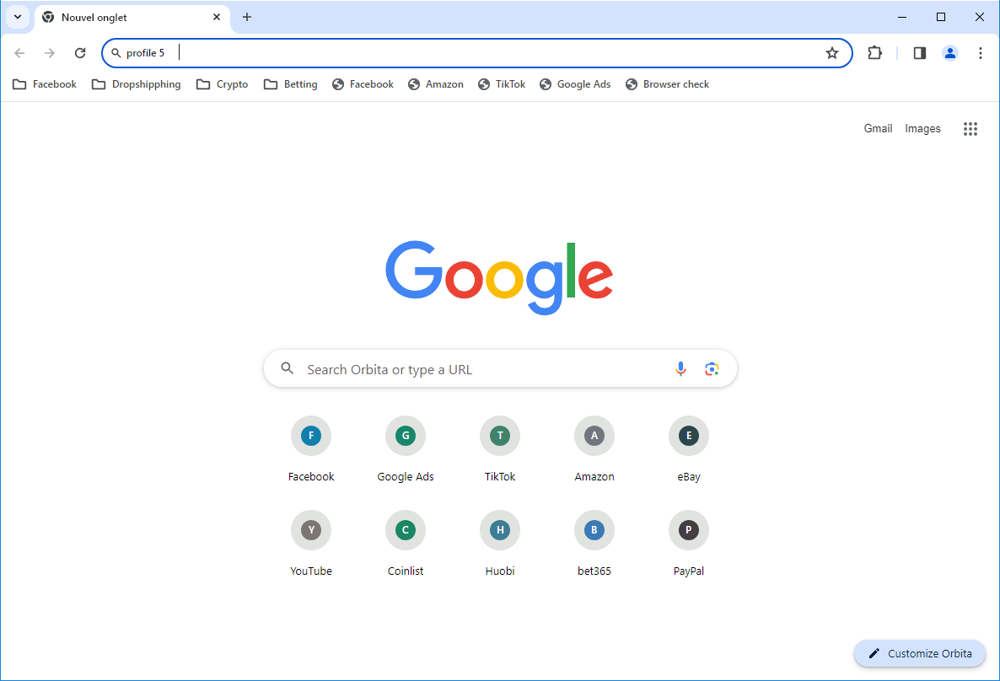 Nouvel onglet
profile 5
Facebook
Dropshipphing
Crypto
Betting
Facebook
Amazon
TikTok
Google Ads
Browser check
Gmail
Images
Google
Search Orbita or type a URL
F
G
T
A
E
Facebook
Google Ads
TikTok
Amazon
eBay
Y
C
H
B
P
YouTube
Coinlist
Huobi
bet365
PayPal
Customize Orbita